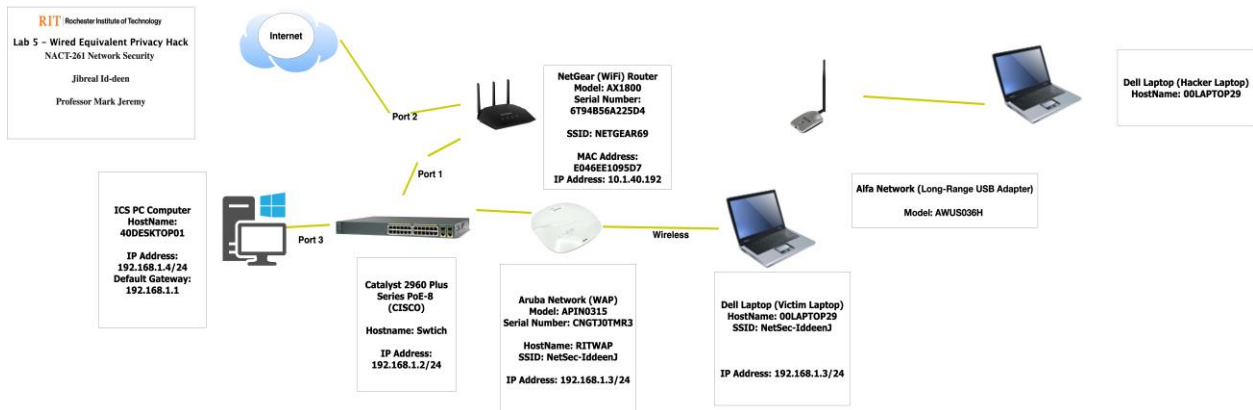 RIT | Rochester Institute of Technology
Lab 5 – Wired Equivalent Privacy Hack
NACT-261 Network Security
Jibreal Id-deen
Professor Mark Jeremy
Internet
Port 2
NetGear (WiFi) Router
Model: AX1800
Serial Number:
6T94B56A225D4
SSID: NETGEAR69
MAC Address:
E046EE1095D7
IP Address: 10.1.40.192
Dell Laptop (Hacker Laptop)
HostName: 00LAPTOP29
Port 1
Alfa Network (Long-Range USB Adapter)
Model: AWUS036H
ICS PC Computer
HostName:
40DESKTOP01
IP Address:
192.168.1.4/24
Default Gateway:
192.168.1.1
Port 3
Wireless
Catalyst 2960 Plus
Series PoE-8
(CISCO)
Hostname: Swtich
IP Address:
192.168.1.2/24
Aruba Network (WAP)
Model: APIN0315
Serial Number: CNGTJ0TMR3
HostName: RITWAP
SSID: NetSec-IddeenJ
IP Address: 192.168.1.3/24
Dell Laptop (Victim Laptop)
HostName: 00LAPTOP29
SSID: NetSec-IddeenJ
IP Address: 192.168.1.3/24